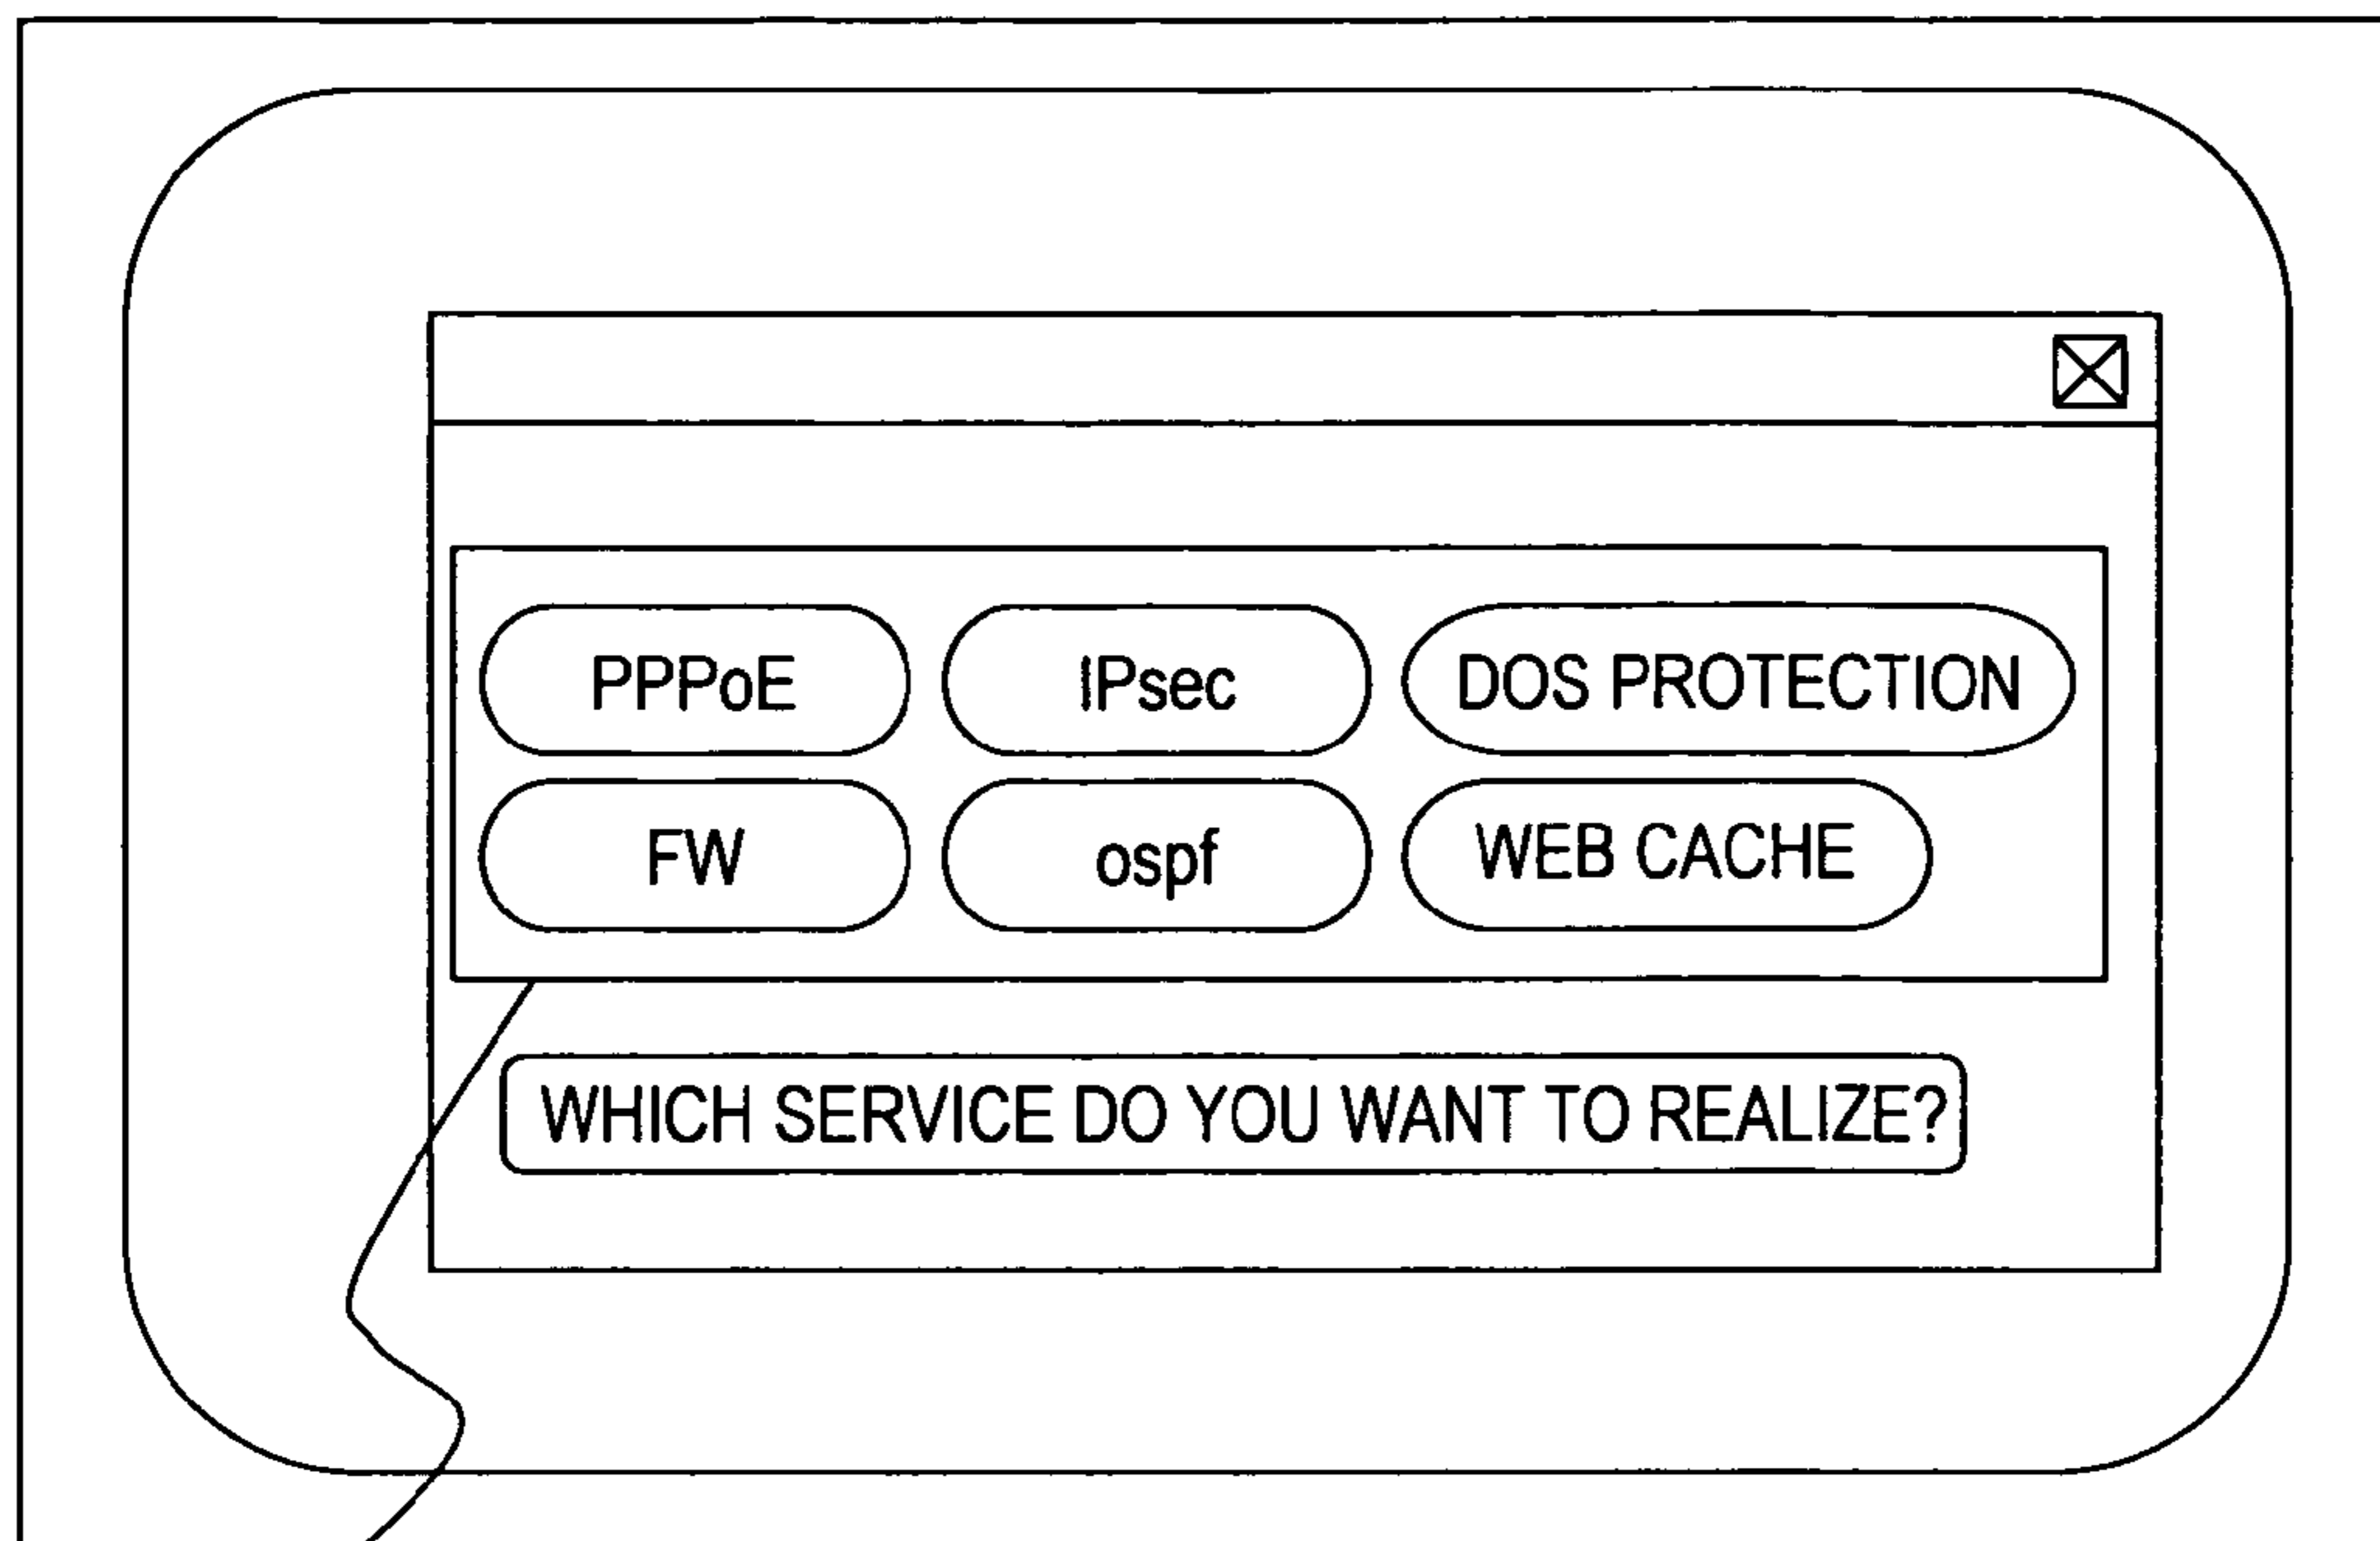 PPPoE IPsec DOS PROTECTION
FW ospf WEB CACHE
WHICH SERVICE DO YOU WANT TO REALIZE?